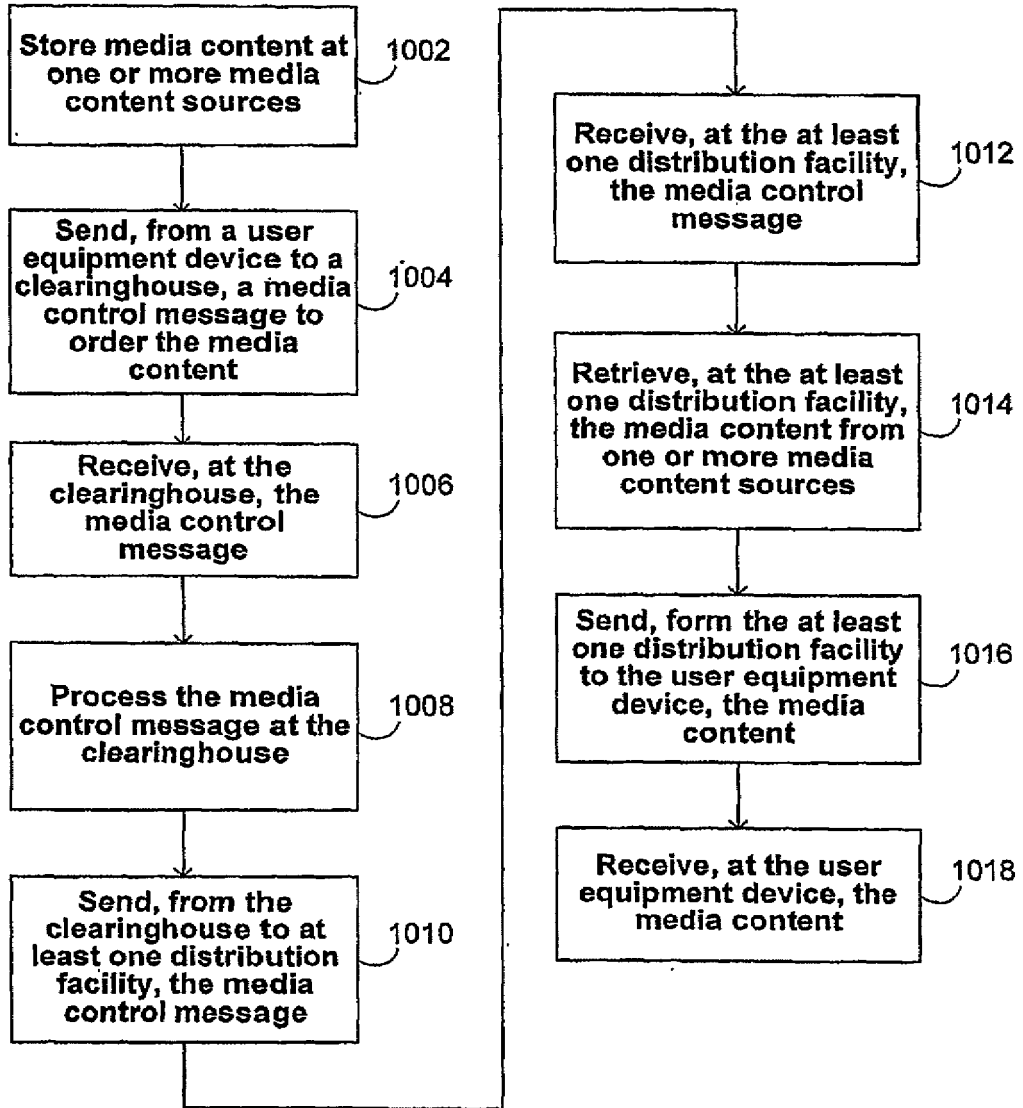 Store media content at
one or more media
content sources
1002
Send, from a user
equipment device to a
clearinghouse, a media
control message to
order the media
content
1004
Receive, at the
clearinghouse, the
media control
message
1006
Process the media
control message at the
clearinghouse
1008
Send, from the
clearinghouse to at
least one distribution
facility, the media
control message
1010
Receive, at the at least
one distribution facility,
the media control
message
1012
Retrieve, at the at least
one distribution facility,
the media content from
one or more media
content sources
1014
Send, form the at least
one distribution facility
to the user equipment
device, the media
content
1016
Receive, at the user
equipment device, the
media content
1018